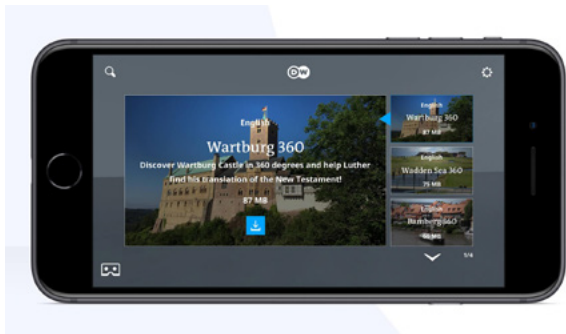 DW
English
Wartburg 360
Discover Wartburg Castle in 360 degrees and help Luther
find his translation of the New Testament!
87 MB
English
Wartburg 360
87 MB
English
Wadden Sea 360
75 MB
English
Bamberg 360
1/4